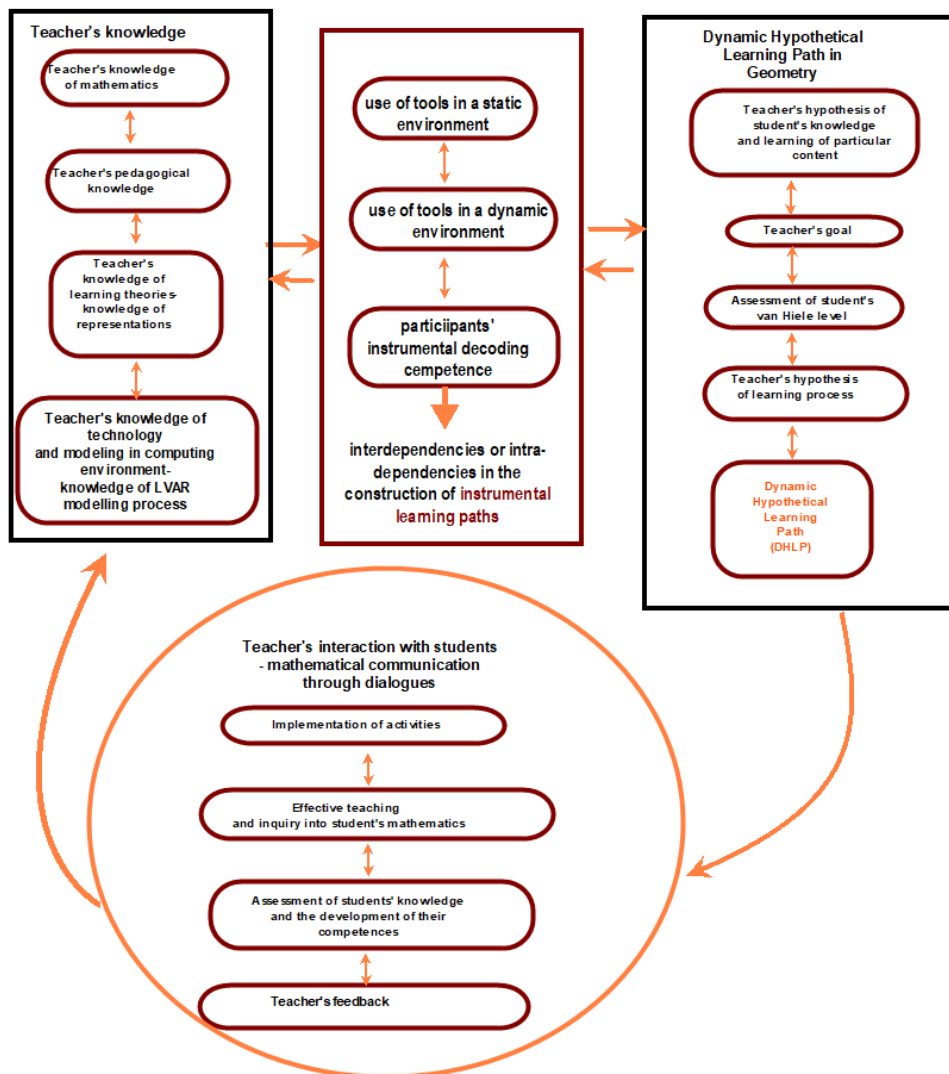 Teacher's knowledge
Teacher's knowledge
of mathematics
Teacher's pedagogical
knowledge
Teacher's
knowledge of
learning theories-
knowledge of
representations
Teacher's knowledge of
technology
and modeling in computing
environment-
knowledge of LVAR
modelling process
use of tools in a static
environment
use of tools in a dynamic
environment
particiipants'
instrumental decoding
cempetence
interdependencies or intra-
dependencies in the
construction of instrumental
learning paths
Dynamic Hypothetical
Learning Path in
Geometry
Teacher's hypothesis of
student's knowledge
and learning of particular
content
Teacher's goal
Assessment of student's
van Hiele level
Teacher's hypothesis
of learning process
Dynamic
Hypothetical
Learning
Path
(DHLP)
Teacher's interaction with students
- mathematical communication
through dialogues
Implementation of activities
Effective teaching
and inquiry into student's mathematics
Assessment of students' knowledge
and the development of their
competences
Teacher's feedback